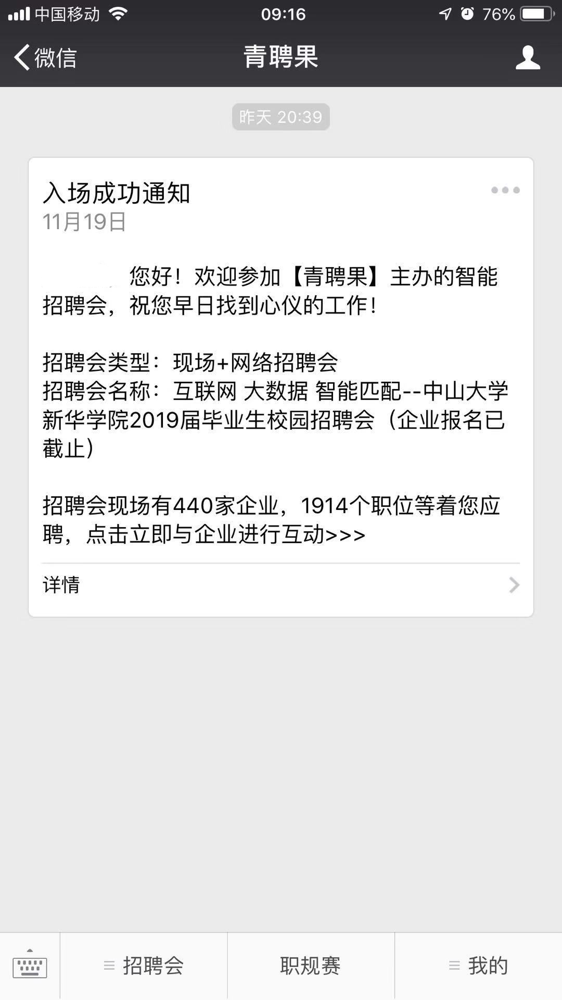 中国移动
09:16
76%
微信
青聘果
昨天 20:39
入场成功通知
11月19日
您好！欢迎参加【青聘果】主办的智能
招聘会，祝您早日找到心仪的工作！
招聘会类型：现场+网络招聘会
招聘会名称：互联网 大数据 智能匹配--中山大学
新华学院2019届毕业生校园招聘会（企业报名已
截止）
招聘会现场有440家企业，1914个职位等着您应
聘，点击立即与企业进行互动>>>
详情
招聘会
职规赛
我的